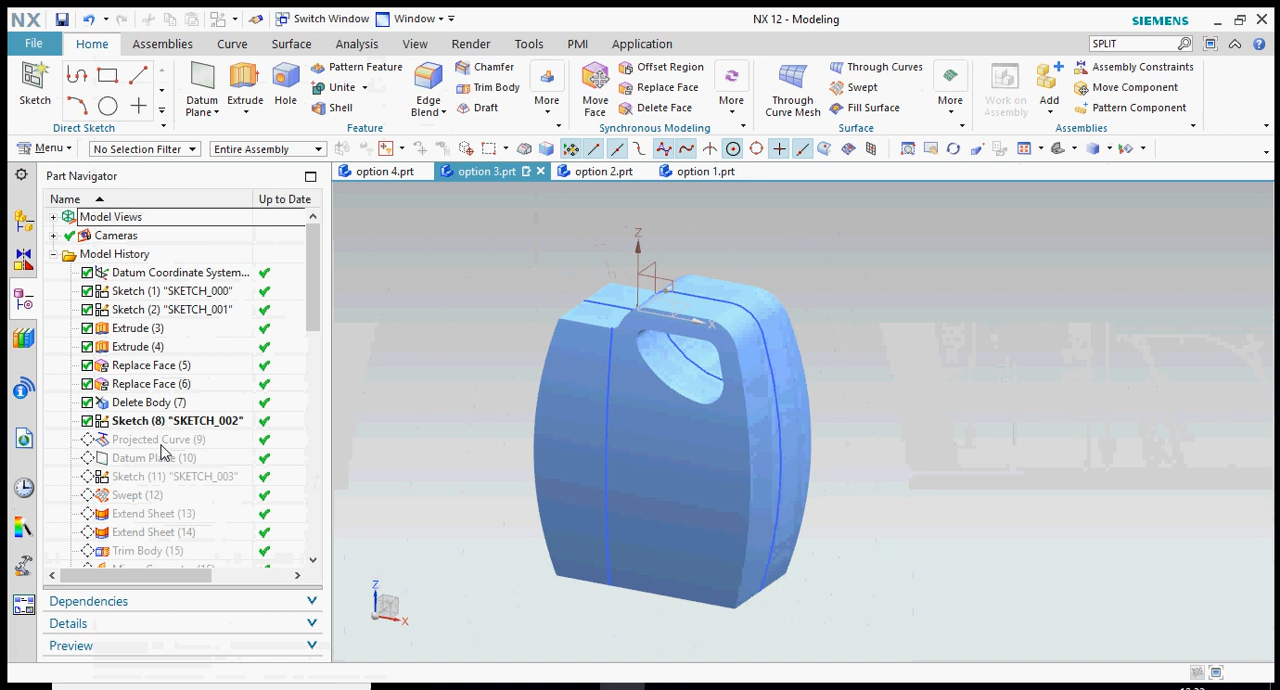 NX
Switch Window
Window
NX 12 - Modeling
SIEMENS
File
Home
Assemblies
Curve
Surface
Analysis
View
Render
Tools
PMI
Application
SPLIT
Sketch
Direct Sketch
Datum Plane
Extrude
Hole
Pattern Feature
Unite
Shell
Edge Blend
Chamfer
Trim Body
Draft
More
Feature
Move Face
Offset Region
Replace Face
Delete Face
More
Synchronous Modeling
Through Curve Mesh
Through Curves
Swept
Fill Surface
More
Surface
Work on Assembly
Add
Assembly Constraints
Move Component
Pattern Component
Assemblies
Menu
No Selection Filter
Entire Assembly
Part Navigator
option 4.prt
option 3.prt
option 2.prt
option 1.prt
Name
Up to Date
Model Views
Cameras
Model History
Datum Coordinate System...
Sketch (1) "SKETCH_000"
Sketch (2) "SKETCH_001"
Extrude (3)
Extrude (4)
Replace Face (5)
Replace Face (6)
Delete Body (7)
Sketch (8) "SKETCH_002"
Projected Curve (9)
Datum Plane (10)
Sketch (11) "SKETCH_003"
Swept (12)
Extend Sheet (13)
Extend Sheet (14)
Trim Body (15)
Dependencies
Details
Preview
Z
X
Z
X